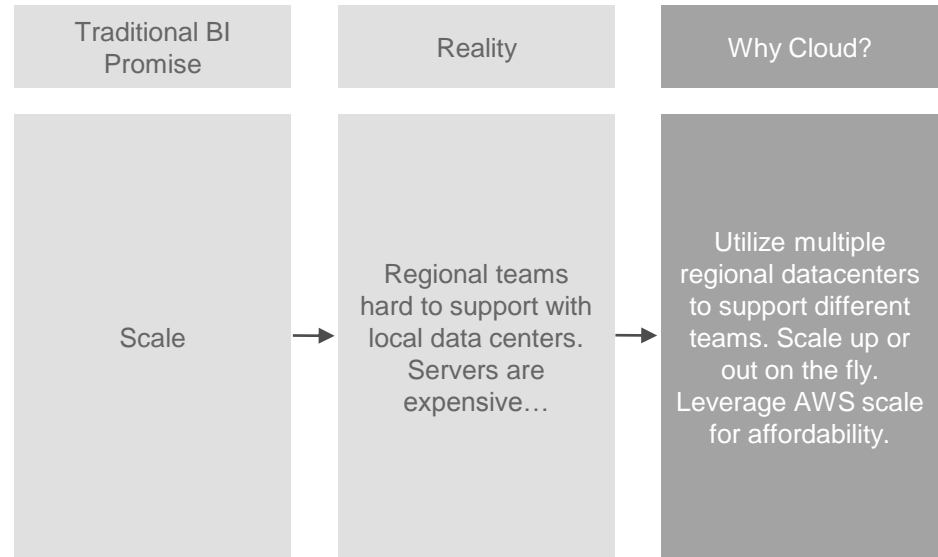 Traditional BI
Promise
Reality
Why Cloud?
Scale
Regional teams
hard to support with
local data centers.
Servers are
expensive…
Utilize multiple
regional datacenters
to support different
teams. Scale up or
out on the fly.
Leverage AWS scale
for affordability.